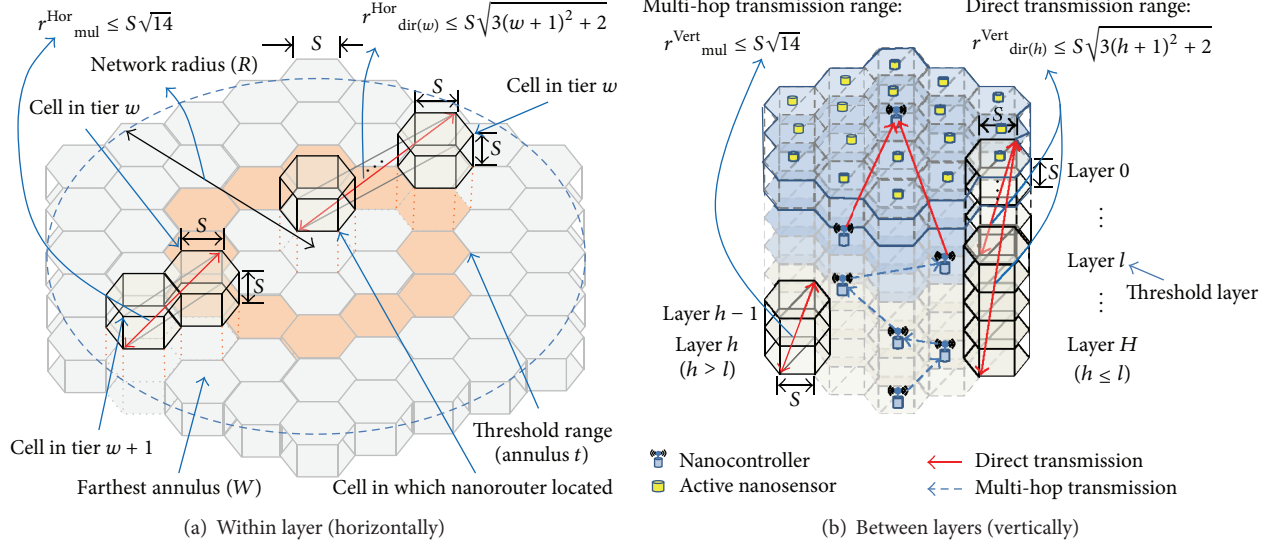 r^Hor_mul ≤ S√14
S
r^Hor_dir(w) ≤ S√3(w + 1)² + 2
Network radius (R)
Cell in tier w
S
Cell in tier w
S
...
S
S
Cell in tier w + 1
Farthest annulus (W)
Threshold range
(annulus t)
Cell in which nanorouter located
(a) Within layer (horizontally)
Multi-hop transmission range:
Direct transmission range:
r^Vert_mul ≤ S√14
r^Vert_dir(h) ≤ S√3(h + 1)² + 2
S
S
Layer 0
⋮
⋮
Layer l
Threshold layer
⋮
Layer h − 1
Layer h
(h > l)
Layer H
(h ≤ l)
S
Nanocontroller
Active nanosensor
Direct transmission
Multi-hop transmission
(b) Between layers (vertically)